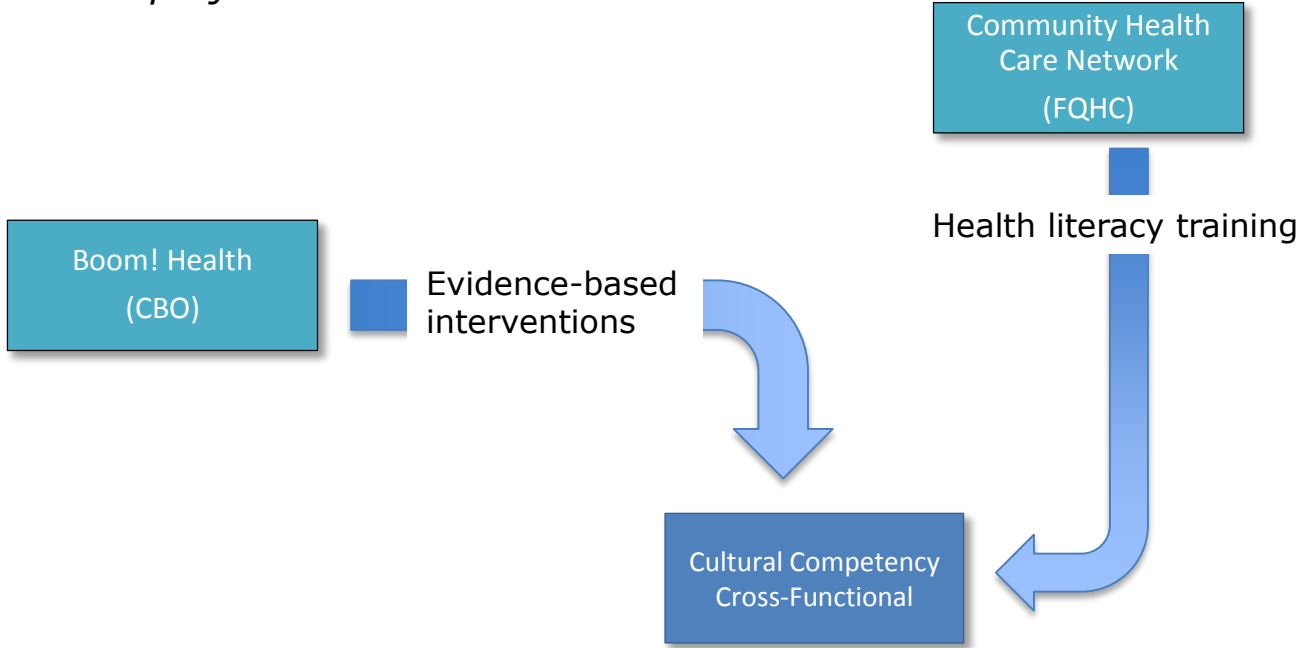 Community Health
Care Network
(FQHC)
Health literacy training
Boom! Health
(CBO)
Evidence-based
interventions
Cultural Competency
Cross-Functional